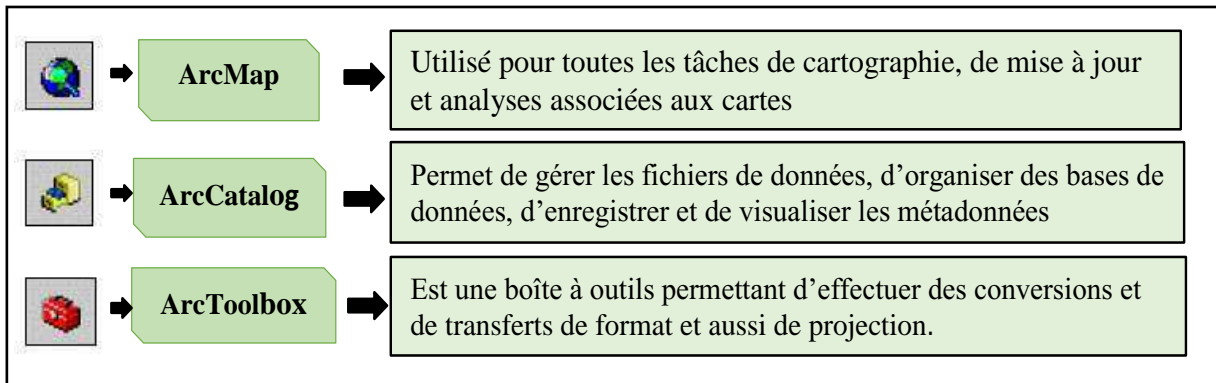 ArcMap
Utilisé pour toutes les tâches de cartographie, de mise à jour
et analyses associées aux cartes
ArcCatalog
Permet de gérer les fichiers de données, d’organiser des bases de
données, d’enregistrer et de visualiser les métadonnées
ArcToolbox
Est une boîte à outils permettant d’effectuer des conversions et
de transferts de format et aussi de projection.